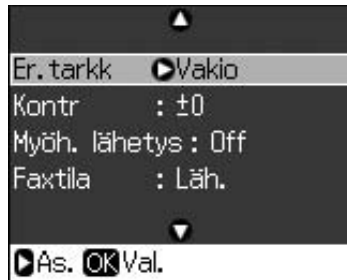 Er.tarkk Vakio
Kontr : ±0
Myöh. lähetys : Off
Faxtila : Läh.
As. OK Val.